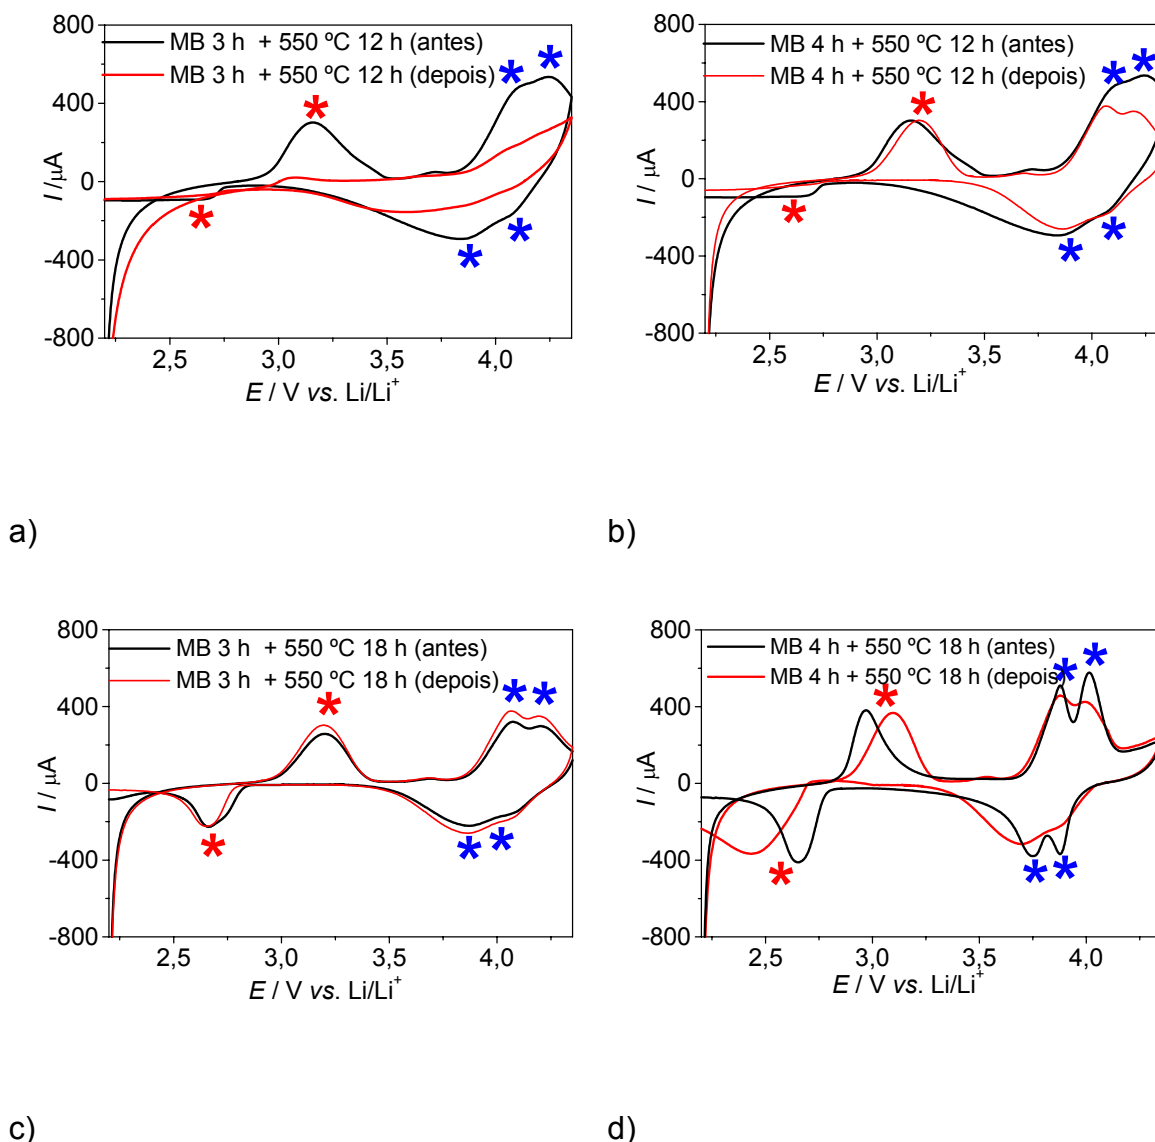 800
MB 3 h + 550 ºC 12 h (antes)
MB 3 h + 550 ºC 12 h (depois)
400
0
-400
-800
I /µA
2,5 3,0 3,5 4,0
E / V vs. Li/Li⁺
a)
800
MB 4 h + 550 ºC 12 h (antes)
MB 4 h + 550 ºC 12 h (depois)
400
0
-400
-800
I /µA
2,5 3,0 3,5 4,0
E / V vs. Li/Li⁺
b)
800
MB 3 h + 550 ºC 18 h (antes)
MB 3 h + 550 ºC 18 h (depois)
400
0
-400
-800
I / µA
2,5 3,0 3,5 4,0
E / V vs. Li/Li⁺
c)
800
MB 4 h + 550 ºC 18 h (antes)
MB 4 h + 550 ºC 18 h (depois
400
0
-400
-800
I / µA
2,5 3,0 3,5 4,0
E / V vs. Li/Li⁺
d)